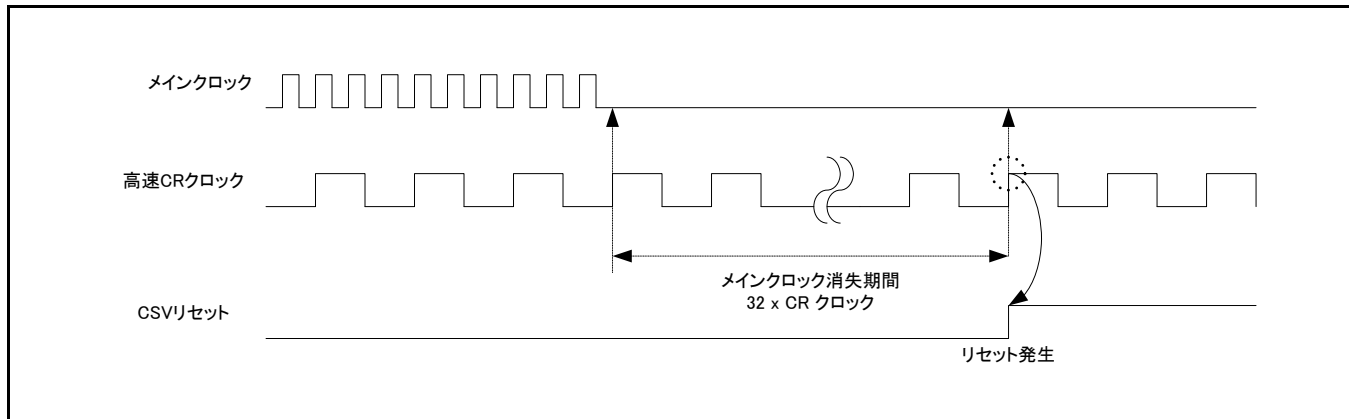 メインクロック
高速CRクロック
メインクロック消失期間
32 x CR クロック
CSVリセット
リセット発生